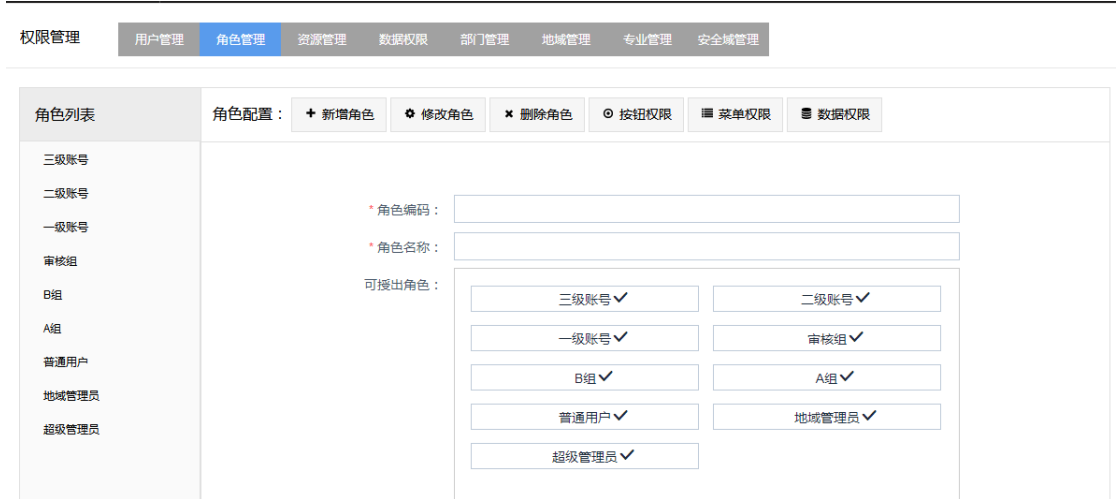 权限管理 用户管理 角色管理 资源管理 数据权限 部门管理 地域管理 专业管理 安全域管理
角色列表
三级账号
二级账号
一级账号
审核组
B组
A组
普通用户
地域管理员
超级管理员
角色配置： 新增角色 修改角色 删除角色 按钮权限 菜单权限 数据权限
* 角色编码：
* 角色名称：
可授出角色：
三级账号✓ 二级账号✓
一级账号✓ 审核组✓
B组✓ A组✓
普通用户✓ 地域管理员✓
超级管理员✓